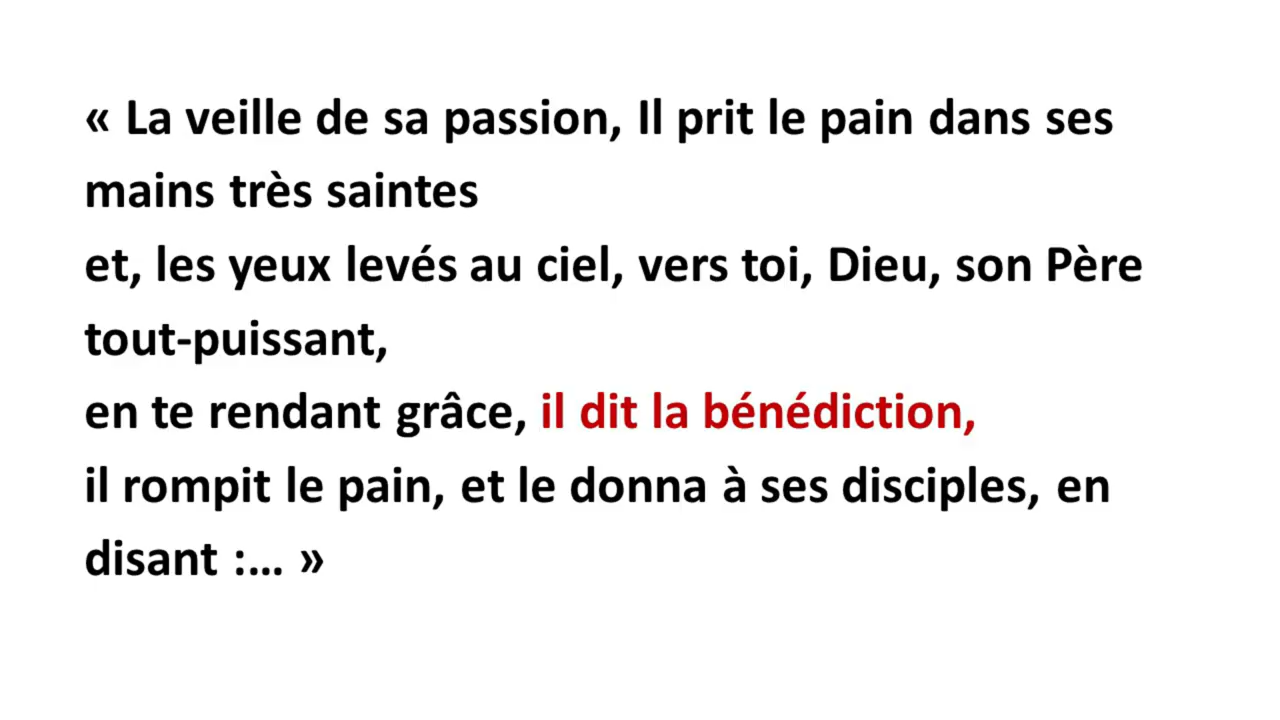 « La veille de sa passion, Il prit le pain dans ses
mains très saintes
et, les yeux levés au ciel, vers toi, Dieu, son Père
tout-puissant,
en te rendant grâce, il dit la bénédiction,
il rompit le pain, et le donna à ses disciples, en
disant :... »